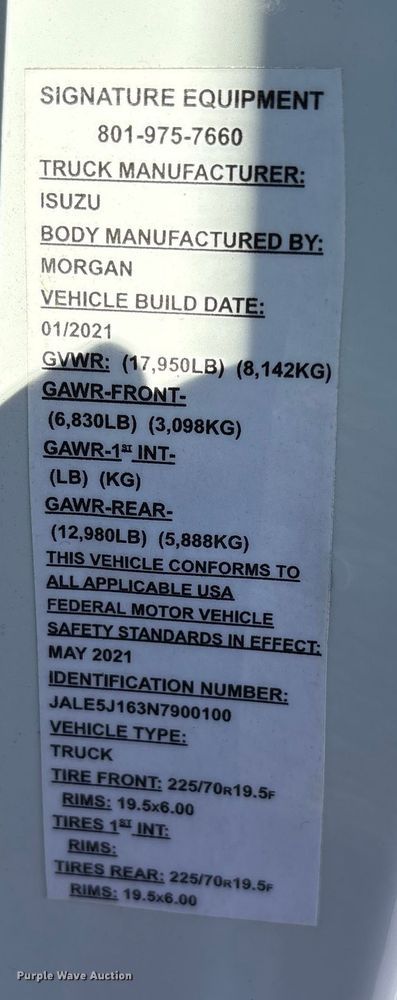 SIGNATURE EQUIPMENT
801-975-7660
TRUCK MANUFACTURER:
ISUZU
BODY MANUFACTURED BY:
MORGAN
VEHICLE BUILD DATE:
01/2021
GVWR: (17,950LB) (8,142KG)
GAWR-FRONT-
(6,830LB) (3,098KG)
GAWR-1ST INT-
(LB) (KG)
GAWR-REAR-
(12,980LB) (5,888KG)
THIS VEHICLE CONFORMS TO
ALL APPLICABLE USA
FEDERAL MOTOR VEHICLE
SAFETY STANDARDS IN EFFECT:
MAY 2021
IDENTIFICATION NUMBER:
JALE5J163N7900100
VEHICLE TYPE:
TRUCK
TIRE FRONT: 225/70R19.5F
RIMS: 19.5x6.00
TIRES 1ST INT:
RIMS:
TIRES REAR: 225/70R19.5F
RIMS: 19.5x6.00
Purple Wave Auction